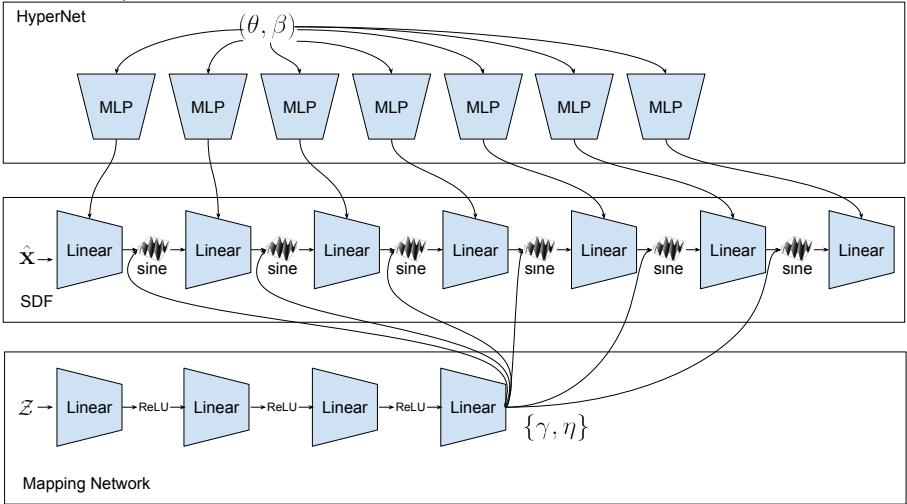 HyperNet
(θ, β)
MLP MLP MLP MLP MLP MLP MLP
x̂ Linear sine Linear sine Linear sine Linear sine Linear sine Linear sine Linear
SDF
z Linear ReLU Linear ReLU Linear ReLU Linear
{γ, η}
Mapping Network